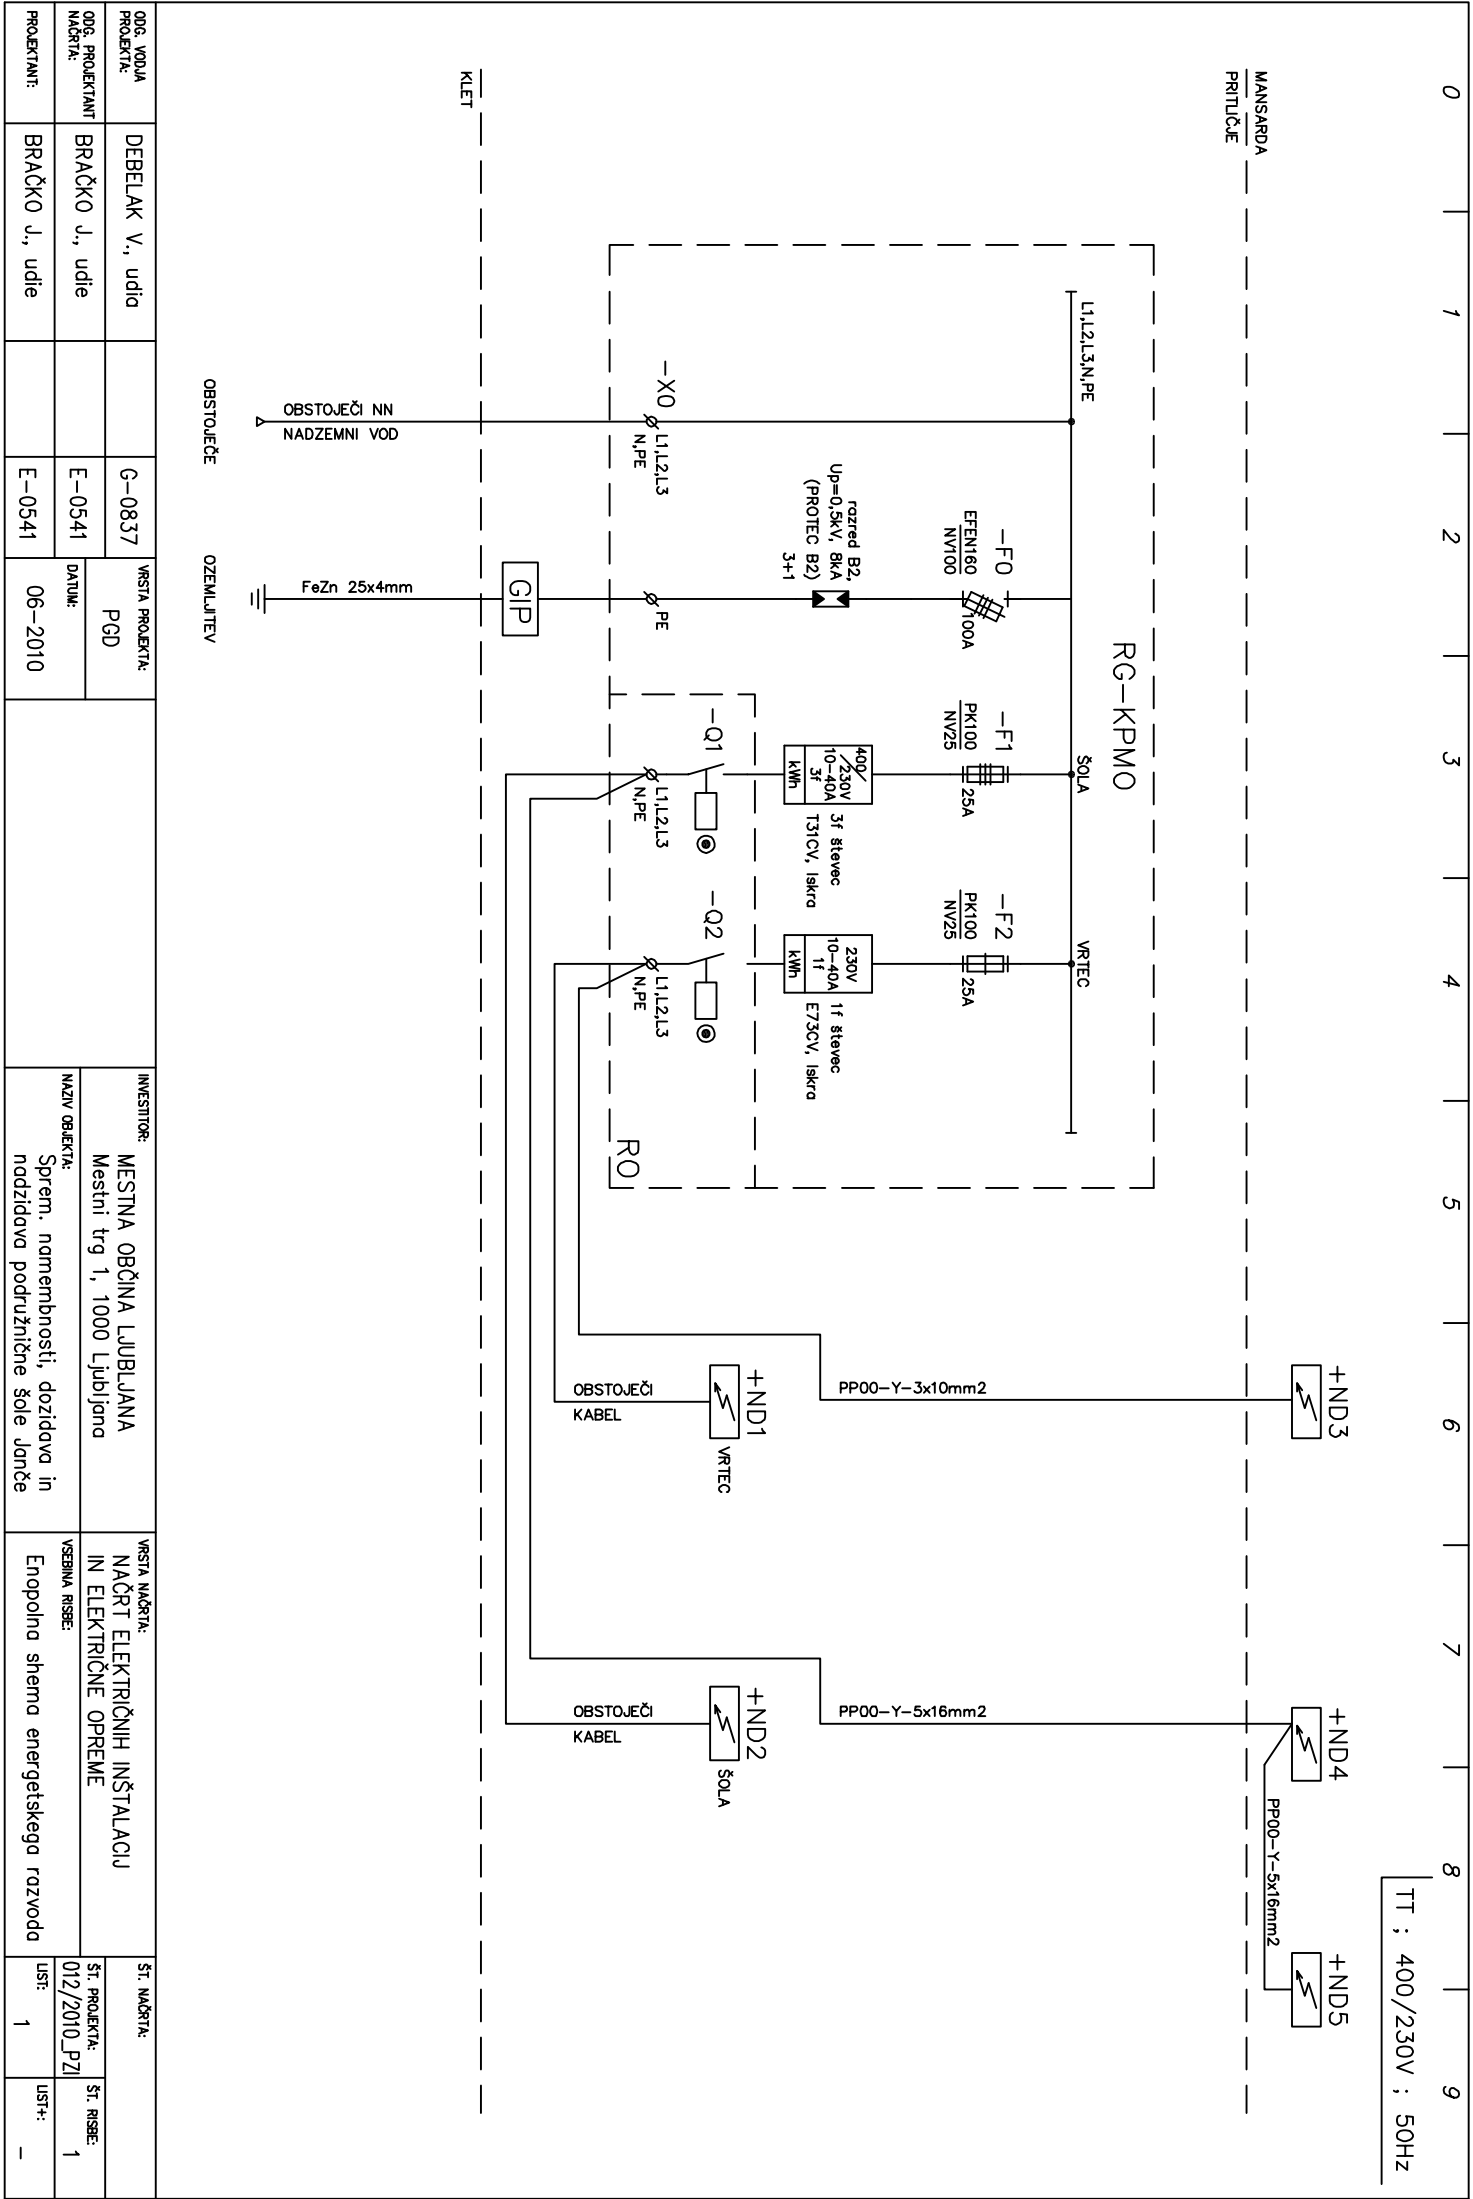 0 1 2 3 4 5 6 7 8 9
TT ; 400/230V ; 50Hz
+ND3
+ND4
+ND5
MANSARDA
PRITLIČJE
PP00-Y-5x16mm2
RG-KPMO
L1,L2,L3,N,PE
ŠOLA
VRTEC
-F0
EFEN160
NV100
100A
-F1
PK100
NV25
25A
-F2
PK100
NV25
25A
razred B2,
Up=0,5kV, 8kA
(PROTEC B2)
3+1
400/
230V
10-40A
3f
kWh
3f števec
T31CV, Iskra
230V
10-40A
1f
kWh
1f števec
E73CV, Iskra
PP00-Y-3x10mm2
PP00-Y-5x16mm2
-X0
L1,L2,L3
N,PE
PE
-Q1
L1,L2,L3
N,PE
-Q2
L1,L2,L3
N,PE
RO
+ND1
VRTEC
+ND2
ŠOLA
OBSTOJEČI
KABEL
OBSTOJEČI
KABEL
GIP
KLET
OBSTOJEČI NN
NADZEMNI VOD
FeZn 25x4mm
OBSTOJEČE
OZEMLJITEV
ODG. VODJA
PROJEKTA:
DEBELAK V., udia
G-0837
ODG. PROJEKTANT
NAČRTA:
BRAČKO J., udie
E-0541
PROJEKTANT:
BRAČKO J., udie
E-0541
VRSTA PROJEKTA:
PGD
DATUM:
06-2010
INVESTITOR:
MESTNA OBČINA LJUBLJANA
Mestni trg 1, 1000 Ljubljana
NAZIV OBJEKTA:
Sprem. namembnosti, dozidava in
nadzidava podružnične šole Janče
VRSTA NAČRTA:
NAČRT ELEKTRIČNIH INŠTALACIJ
IN ELEKTRIČNE OPREME
VSEBINA RISBE:
Enopolna shema energetskega razvoda
ŠT. NAČRTA:
ŠT. PROJEKTA:
012/2010_PZI
ŠT. RISBE:
1
LIST:
1
LIST+:
-